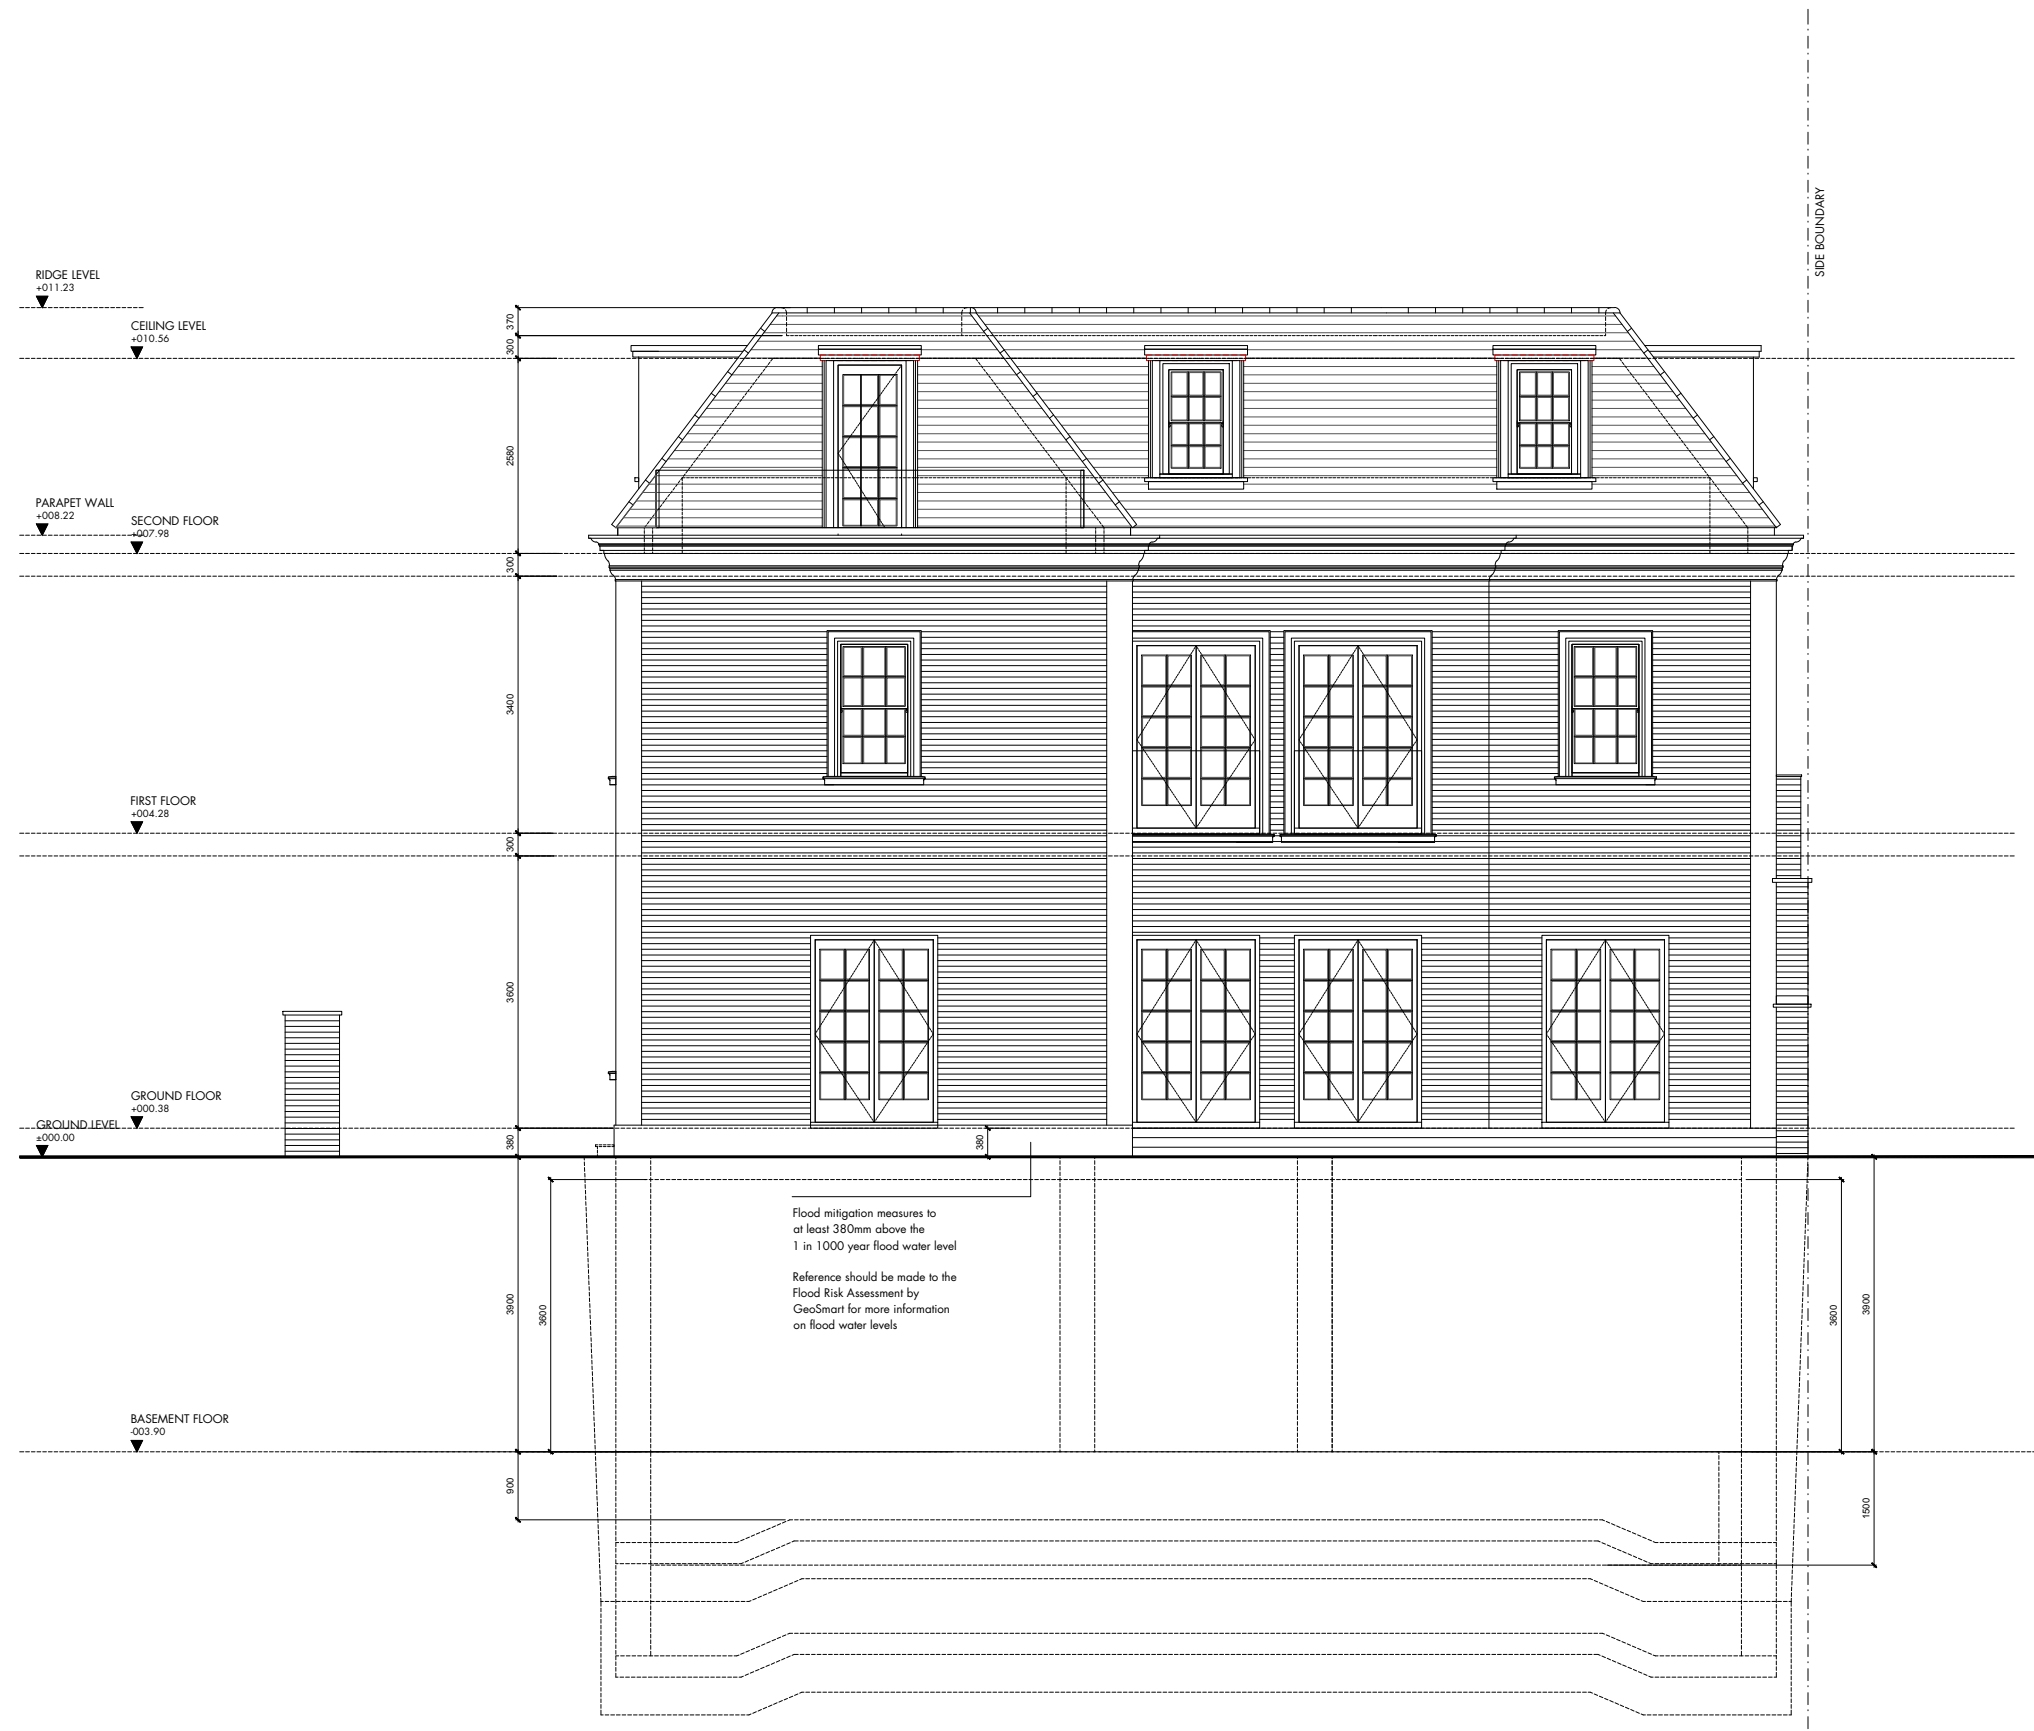 SIDE BOUNDARY
RIDGE LEVEL
+011.23
CEILING LEVEL
+010.56
370
300
2580
PARAPET WALL
+008.22
SECOND FLOOR
+007.98
300
3400
FIRST FLOOR
+004.28
300
3600
GROUND FLOOR
+000.38
GROUND LEVEL
±000.00
380
380
Flood mitigation measures to
at least 380mm above the
1 in 1000 year flood water level
Reference should be made to the
Flood Risk Assessment by
GeoSmart for more information
on flood water levels
3900
3600
3600
3900
BASEMENT FLOOR
-003.90
900
1500